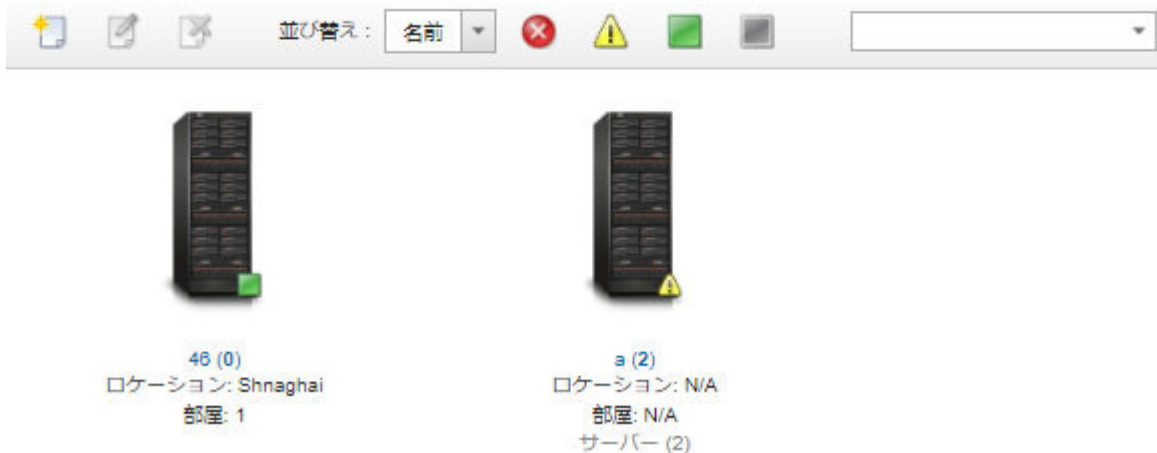 並び替え : 名前
46 (0)
ロケーション: Shnaghai
部屋: 1
a (2)
ロケーション: N/A
部屋: N/A
サーバー (2)